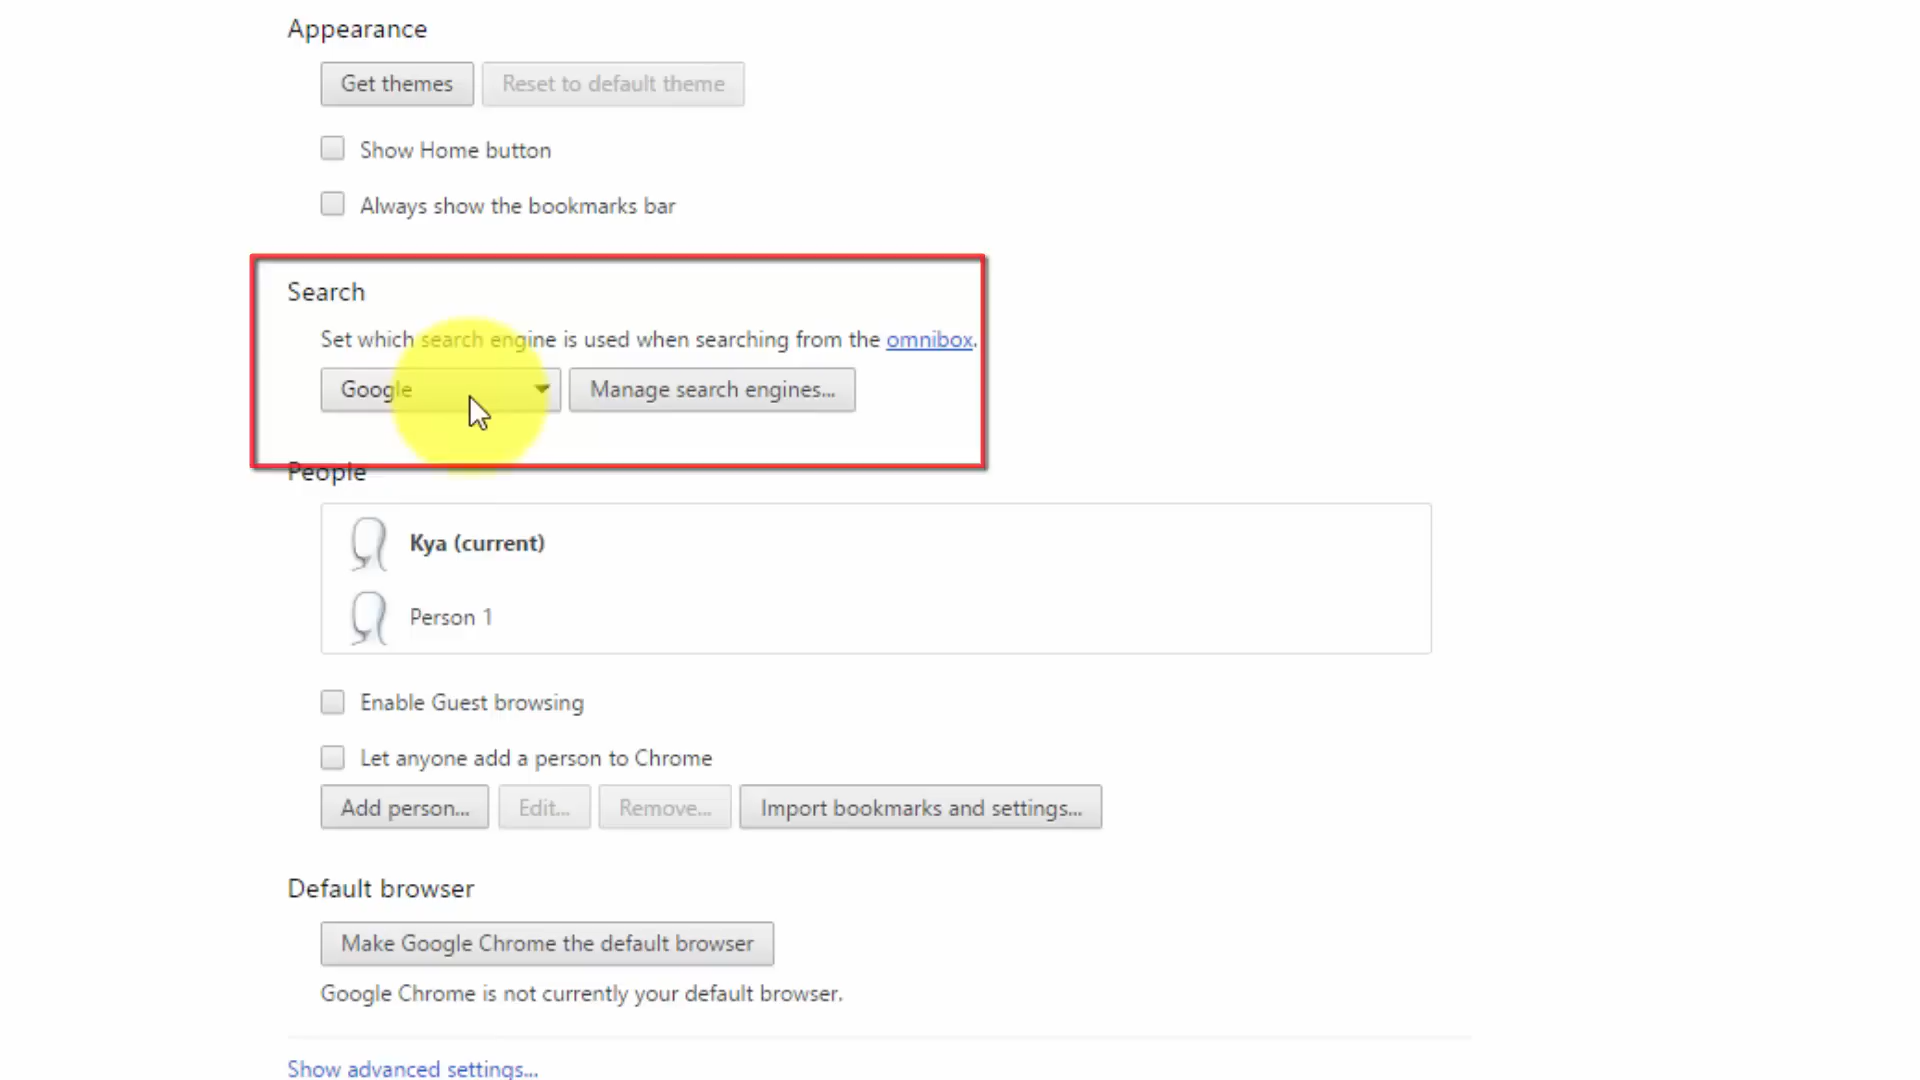 Appearance
Get themes Reset to default theme
Show Home button
Always show the bookmarks bar
Search
Set which search engine is used when searching from the omnibox.
Google Manage search engines...
People
Kya (current)
Person 1
Enable Guest browsing
Let anyone add a person to Chrome
Add person... Edit... Remove... Import bookmarks and settings...
Default browser
Make Google Chrome the default browser
Google Chrome is not currently your default browser.
Show advanced settings...